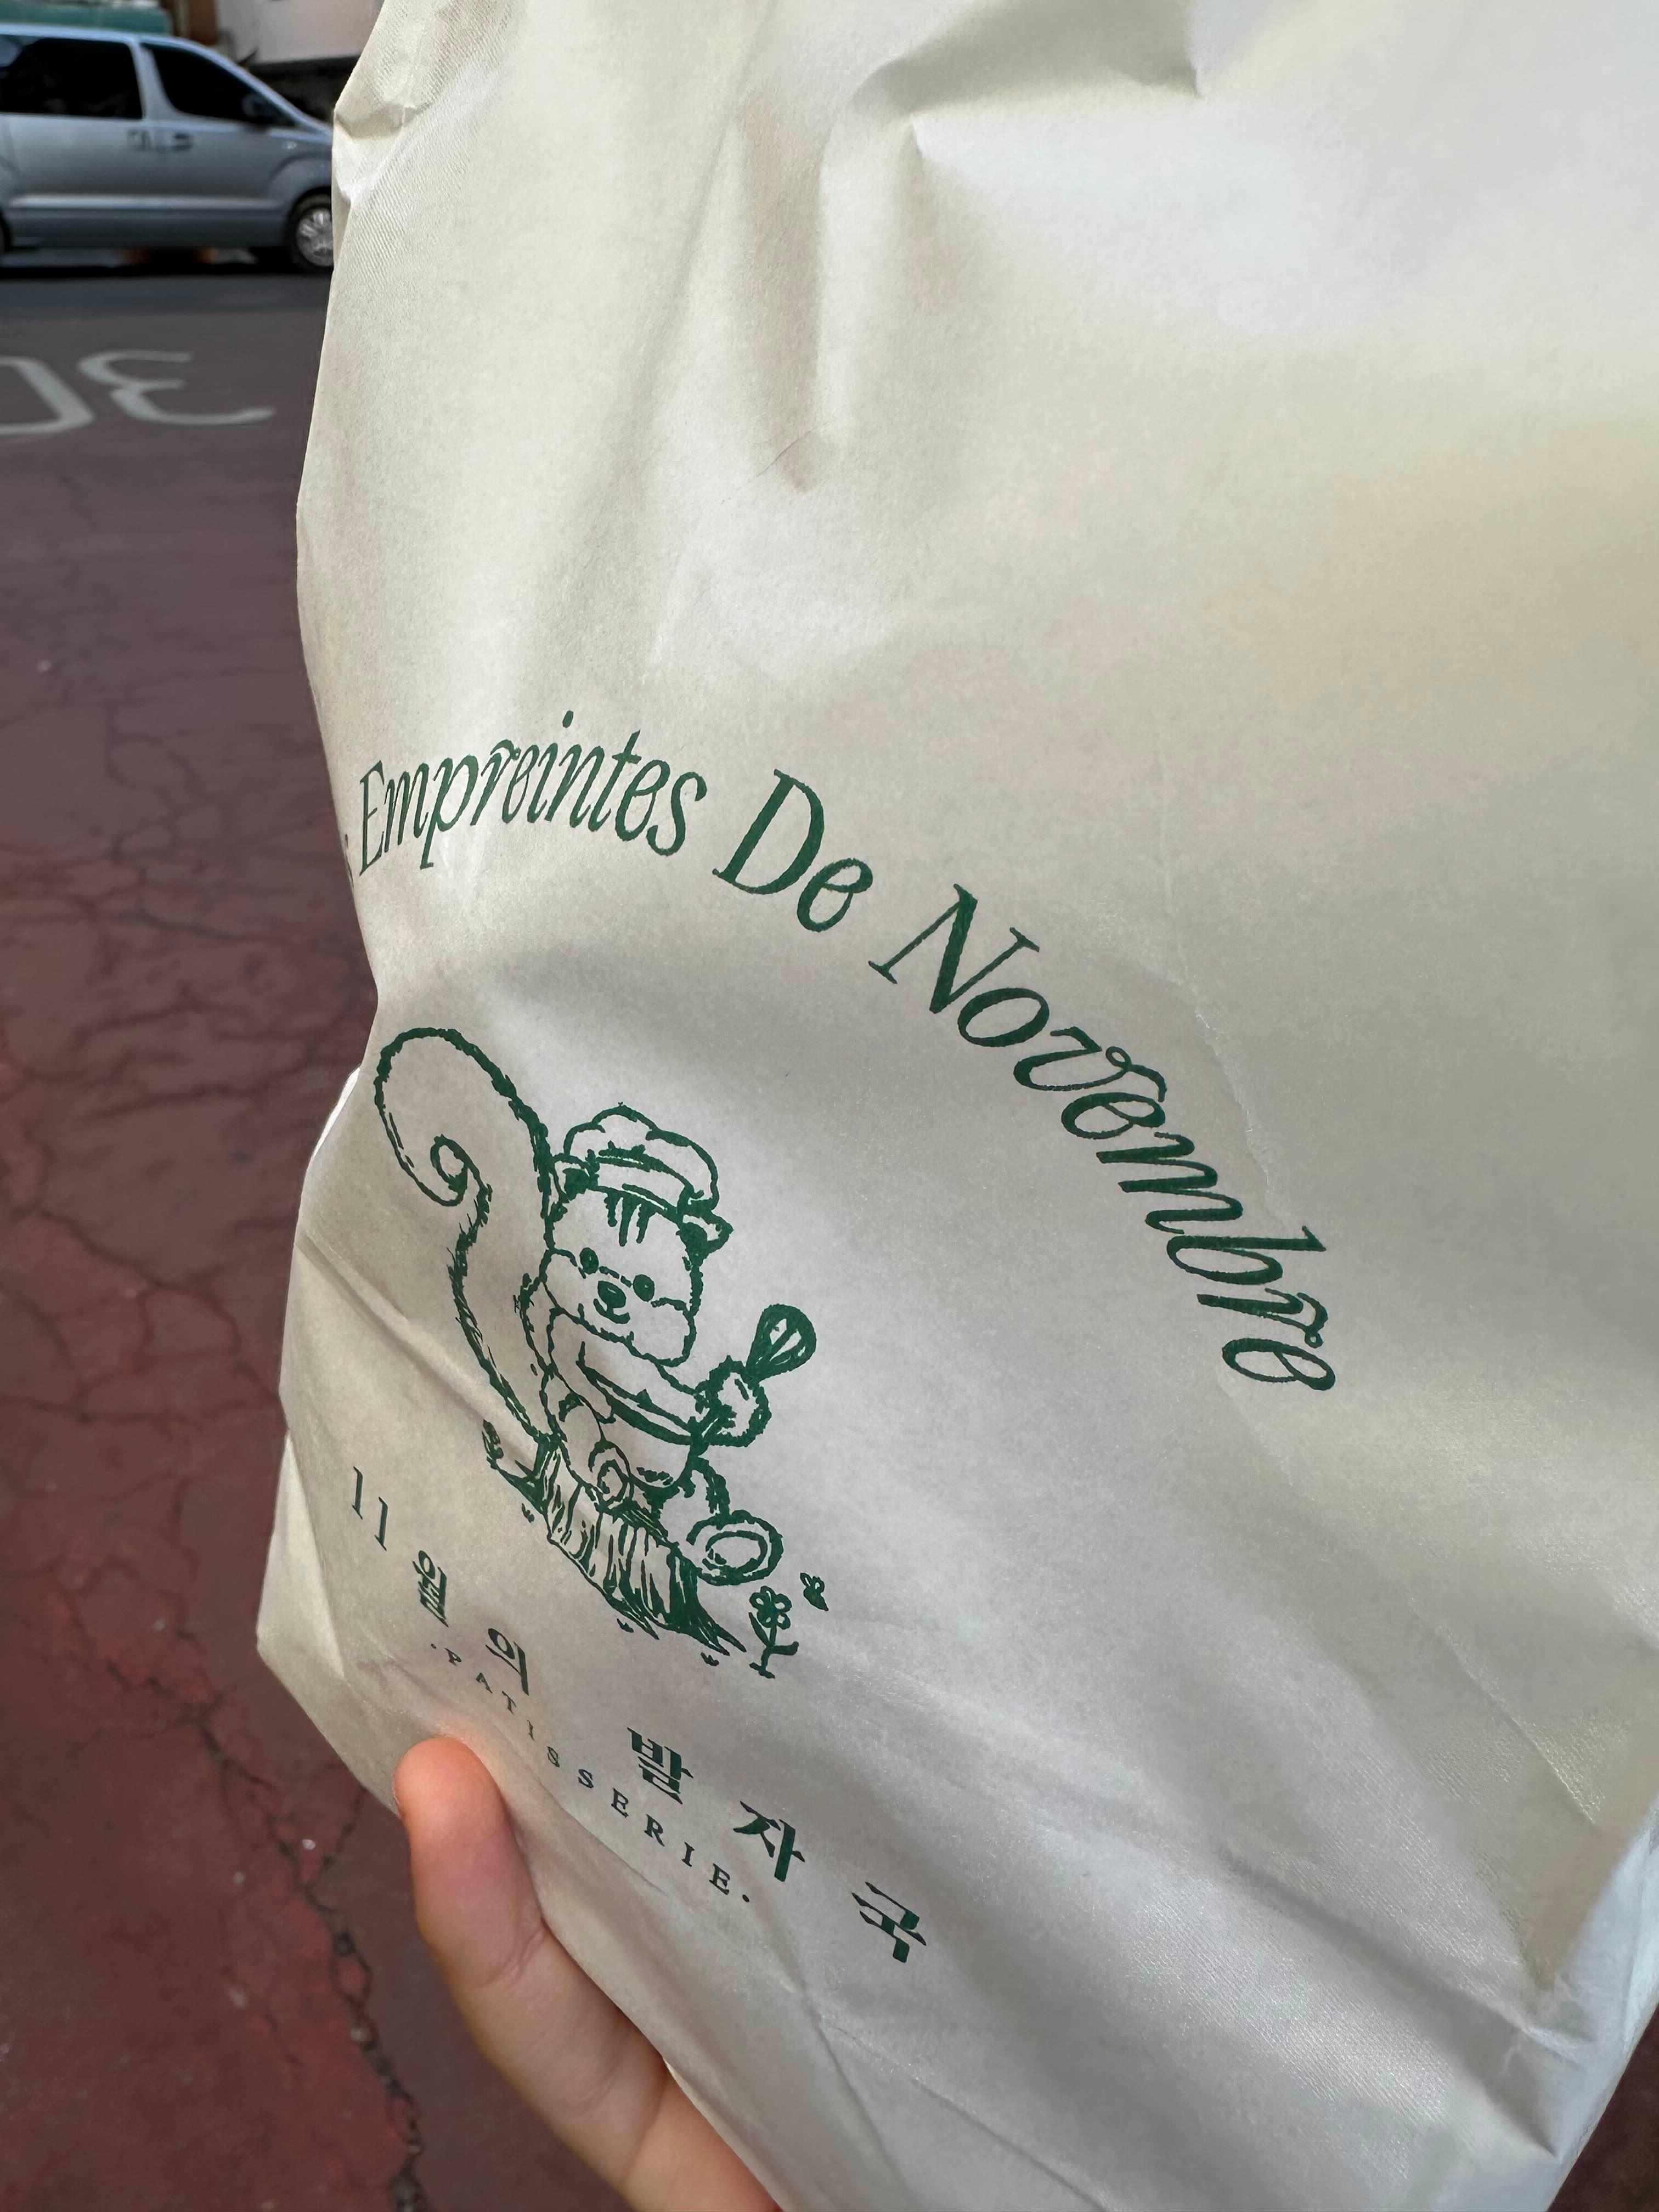 Empreintes De Novembre
11월의 발자국
·PATISSERIE·
30